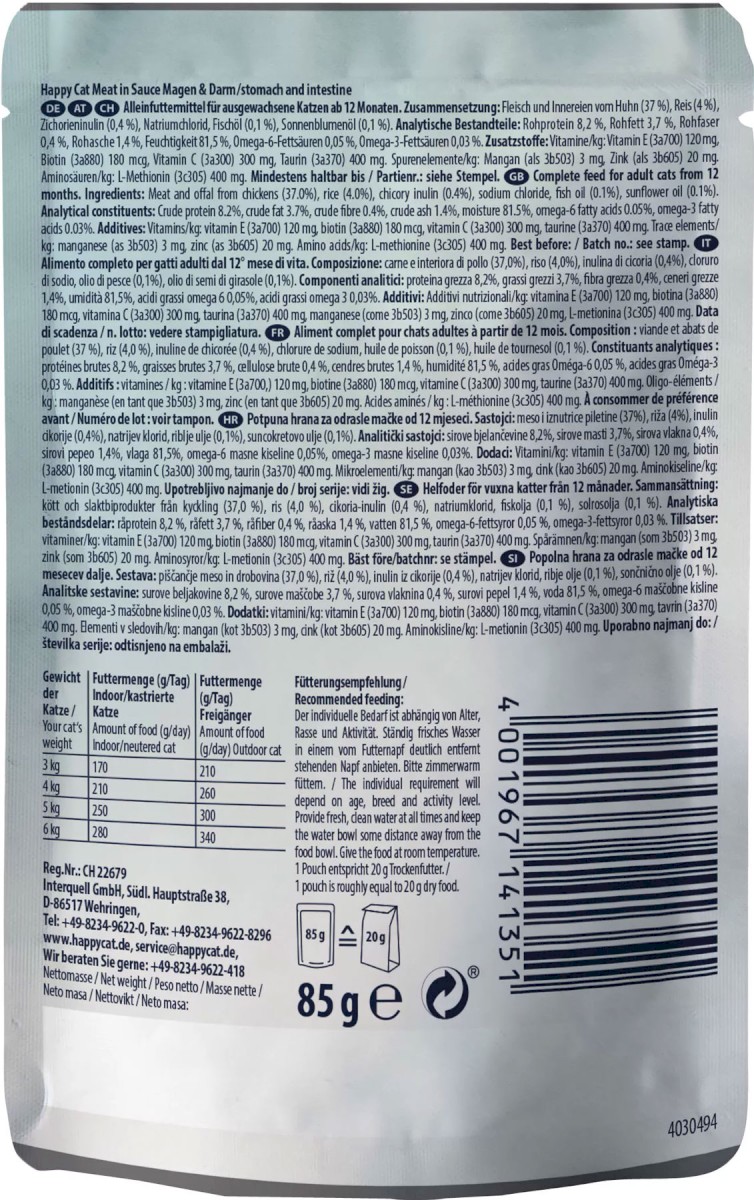 Happy Cat Meat in Sauce Magen & Darm/stomach and intestine
DE AT CH Alleinfuttermittel für ausgewachsene Katzen ab 12 Monaten. Zusammensetzung: Fleisch und Innereien vom Huhn (37 %), Reis (4 %),
Zichorieninulin (0,4 %), Natriumchlorid, Fischöl (0,1 %), Sonnenblumenöl (0,1 %). Analytische Bestandteile: Rohprotein 8,2 %, Rohfett 3,7 %, Rohfaser
0,4 %, Rohasche 1,4 %, Feuchtigkeit 81,5 %, Omega-6-Fettsäuren 0,05 %, Omega-3-Fettsäuren 0,03 %. Zusatzstoffe: Vitamine/kg: Vitamin E (3a700) 120 mg,
Biotin (3a880) 180 mcg, Vitamin C (3a300) 300 mg, Taurin (3a370) 400 mg. Spurenelemente/kg: Mangan (als 3b503) 3 mg, Zink (als 3b605) 20 mg.
Aminosäuren/kg: L-Methionin (3c305) 400 mg. Mindestens haltbar bis / Partienr.: siehe Stempel. GB Complete feed for adult cats from 12
months. Ingredients: Meat and offal from chickens (37.0%), rice (4.0%), chicory inulin (0.4%), sodium chloride, fish oil (0.1%), sunflower oil (0.1%).
Analytical constituents: Crude protein 8.2%, crude fat 3.7%, crude fibre 0.4%, crude ash 1.4%, moisture 81.5%, omega-6 fatty acids 0.05%, omega-3 fatty
acids 0.03%. Additives: Vitamins/kg: vitamin E (3a700) 120 mg, biotin (3a880) 180 mcg, vitamin C (3a300) 300 mg, taurine (3a370) 400 mg. Trace elements/
kg: manganese (as 3b503) 3 mg, zinc (as 3b605) 20 mg. Amino acids/kg: L-methionine (3c305) 400 mg. Best before: / Batch no.: see stamp. IT
Alimento completo per gatti adulti dal 12° mese di vita. Composizione: carne e interiora di pollo (37,0%), riso (4,0%), inulina di cicoria (0,4%), cloruro
di sodio, olio di pesce (0,1%), olio di semi di girasole (0,1%). Componenti analitici: proteina grezza 8,2%, grassi grezzi 3,7%, fibra grezza 0,4%, ceneri grezze
1,4%, umidità 81,5%, acidi grassi omega 6 0,05%, acidi grassi omega 3 0,03%. Additivi: Additivi nutrizionali/kg: vitamina E (3a700) 120 mg, biotina (3a880)
180 mcg, vitamina C (3a300) 300 mg, taurina (3a370) 400 mg, manganese (come 3b503) 3 mg, zinco (come 3b605) 20 mg, L-metionina (3c305) 400 mg. Data
di scadenza / n. lotto: vedere stampigliatura. FR Aliment complet pour chats adultes à partir de 12 mois. Composition : viande et abats de
poulet (37 %), riz (4,0 %), inuline de chicorée (0,4 %), chlorure de sodium, huile de poisson (0,1 %), huile de tournesol (0,1 %). Constituants analytiques :
protéines brutes 8,2 %, graisses brutes 3,7 %, cellulose brute 0,4 %, cendres brutes 1,4 %, humidité 81,5 %, acides gras Oméga-6 0,05 %, acides gras Oméga-3
0,03 %. Additifs : vitamines / kg : vitamine E (3a700,) 120 mg, biotine (3a880) 180 mcg, vitamine C (3a300) 300 mg, taurine (3a370) 400 mg. Oligo-éléments /
kg : manganèse (en tant que 3b503) 3 mg, zinc (en tant que 3b605) 20 mg. Acides aminés / kg : L-méthionine (3c305) 400 mg. À consommer de préférence
avant / Numéro de lot : voir tampon. HR Potpuna hrana za odrasle mačke od 12 mjeseci. Sastojci: meso i iznutrice piletine (37%), riža (4%), inulin
cikorije (0,4%), natrijev klorid, riblje ulje (0,1%), suncokretovo ulje (0,1%). Analitički sastojci: sirove bjelančevine 8,2%, sirove masti 3,7%, sirova vlakna 0,4%,
sirovi pepeo 1,4%, vlaga 81,5%, omega-6 masne kiseline 0,05%, omega-3 masne kiseline 0,03%. Dodaci: Vitamini/kg: vitamin E (3a700) 120 mg, biotin
(3a880) 180 mcg, vitamin C (3a300) 300 mg, taurin (3a370) 400 mg. Mikroelementi/kg: mangan (kao 3b503) 3 mg, cink (kao 3b605) 20 mg. Aminokiseline/kg:
L-metionin (3c305) 400 mg. Upotrebljivo najmanje do / broj serije: vidi žig. SE Helfoder för vuxna katter från 12 månader. Sammansättning:
kött och slaktbiprodukter från kyckling (37,0 %), ris (4,0 %), cikoria-inulin (0,4 %), natriumklorid, fiskolja (0,1 %), solrosolja (0,1 %). Analytiska
beståndsdelar: råprotein 8,2 %, råfett 3,7 %, råfiber 0,4 %, råaska 1,4 %, vatten 81,5 %, omega-6-fettsyror 0,05 %, omega-3-fettsyror 0,03 %. Tillsatser:
vitaminer/kg: vitamin E (3a700) 120 mg, biotin (3a880) 180 mcg, vitamin C (3a300) 300 mg, taurin (3a370) 400 mg. Spårämnen/kg: mangan (som 3b503) 3 mg,
zink (som 3b605) 20 mg. Aminosyror/kg: L-metionin (3c305) 400 mg. Bäst före/batchnr: se stämpel. SI Popolna hrana za odrasle mačke od 12
mesecev dalje. Sestava: piščančje meso in drobovina (37,0 %), riž (4,0 %), inulin iz cikorije (0,4 %), natrijev klorid, ribje olje (0,1 %), sončnično olje (0,1 %).
Analitske sestavine: surove beljakovine 8,2 %, surove maščobe 3,7 %, surova vlaknina 0,4 %, surovi pepel 1,4 %, voda 81,5 %, omega-6 maščobne kisline
0,05 %, omega-3 maščobne kisline 0,03 %. Dodatki: vitamini/kg: vitamin E (3a700) 120 mg, biotin (3a880) 180 mcg, vitamin C (3a300) 300 mg, tavrin (3a370)
400 mg. Elementi v sledovih/kg: mangan (kot 3b503) 3 mg, cink (kot 3b605) 20 mg. Aminokisline/kg: L-metionin (3c305) 400 mg. Uporabno najmanj do: /
številka serije: odtisnjeno na embalaži.
Gewicht der Katze / Your cat's weight | Futtermenge (g/Tag) Indoor/kastrierte Katze Amount of food (g/day) Indoor/neutered cat | Futtermenge (g/Tag) Freigänger Amount of food (g/day) Outdoor cat
3 kg 170 210
4 kg 210 260
5 kg 250 300
6 kg 280 340
Fütterungsempfehlung/
Recommended feeding:
Der individuelle Bedarf ist abhängig von Alter,
Rasse und Aktivität. Ständig frisches Wasser
in einem vom Futternapf deutlich entfernt
stehenden Napf anbieten. Bitte zimmerwarm
füttern. / The individual requirement will
depend on age, breed and activity level.
Provide fresh, clean water at all times and keep
the water bowl some distance away from the
food bowl. Give the food at room temperature.
1 Pouch entspricht 20 g Trockenfutter. /
1 pouch is roughly equal to 20 g dry food.
Reg.Nr.: CH 22679
Interquell GmbH, Südl. Hauptstraße 38,
D-86517 Wehringen,
Tel: +49-8234-9622-0, Fax: +49-8234-9622-8296
www.happycat.de, service@happycat.de,
Wir beraten Sie gerne: +49-8234-9622-418
Nettomasse / Net weight / Peso netto / Masse nette /
Neto masa / Nettovikt / Neto masa:
85 g ≙ 20 g
85 g e ®
4 001967 141351
4030494